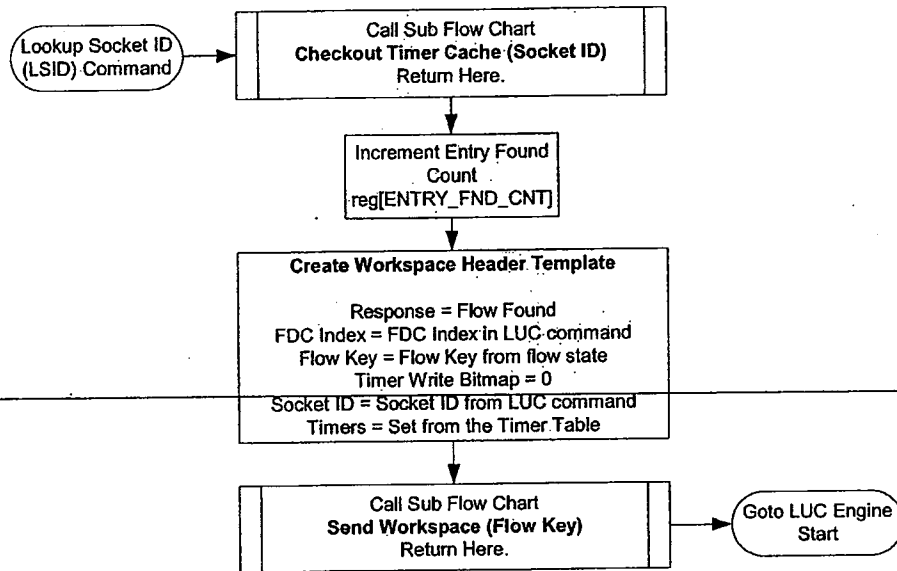 Lookup Socket ID
(LSID) Command
Call Sub Flow Chart
Checkout Timer Cache (Socket ID)
Return Here.
Increment Entry Found
Count
reg[ENTRY_FND_CNT]
Create Workspace Header Template
Response = Flow Found
FDC Index = FDC Index in LUC command
Flow Key = Flow Key from flow state
Timer Write Bitmap = 0
Socket ID = Socket ID from LUC command
Timers = Set from the Timer Table
Call Sub Flow Chart
Send Workspace (Flow Key)
Return Here.
Goto LUC Engine
Start